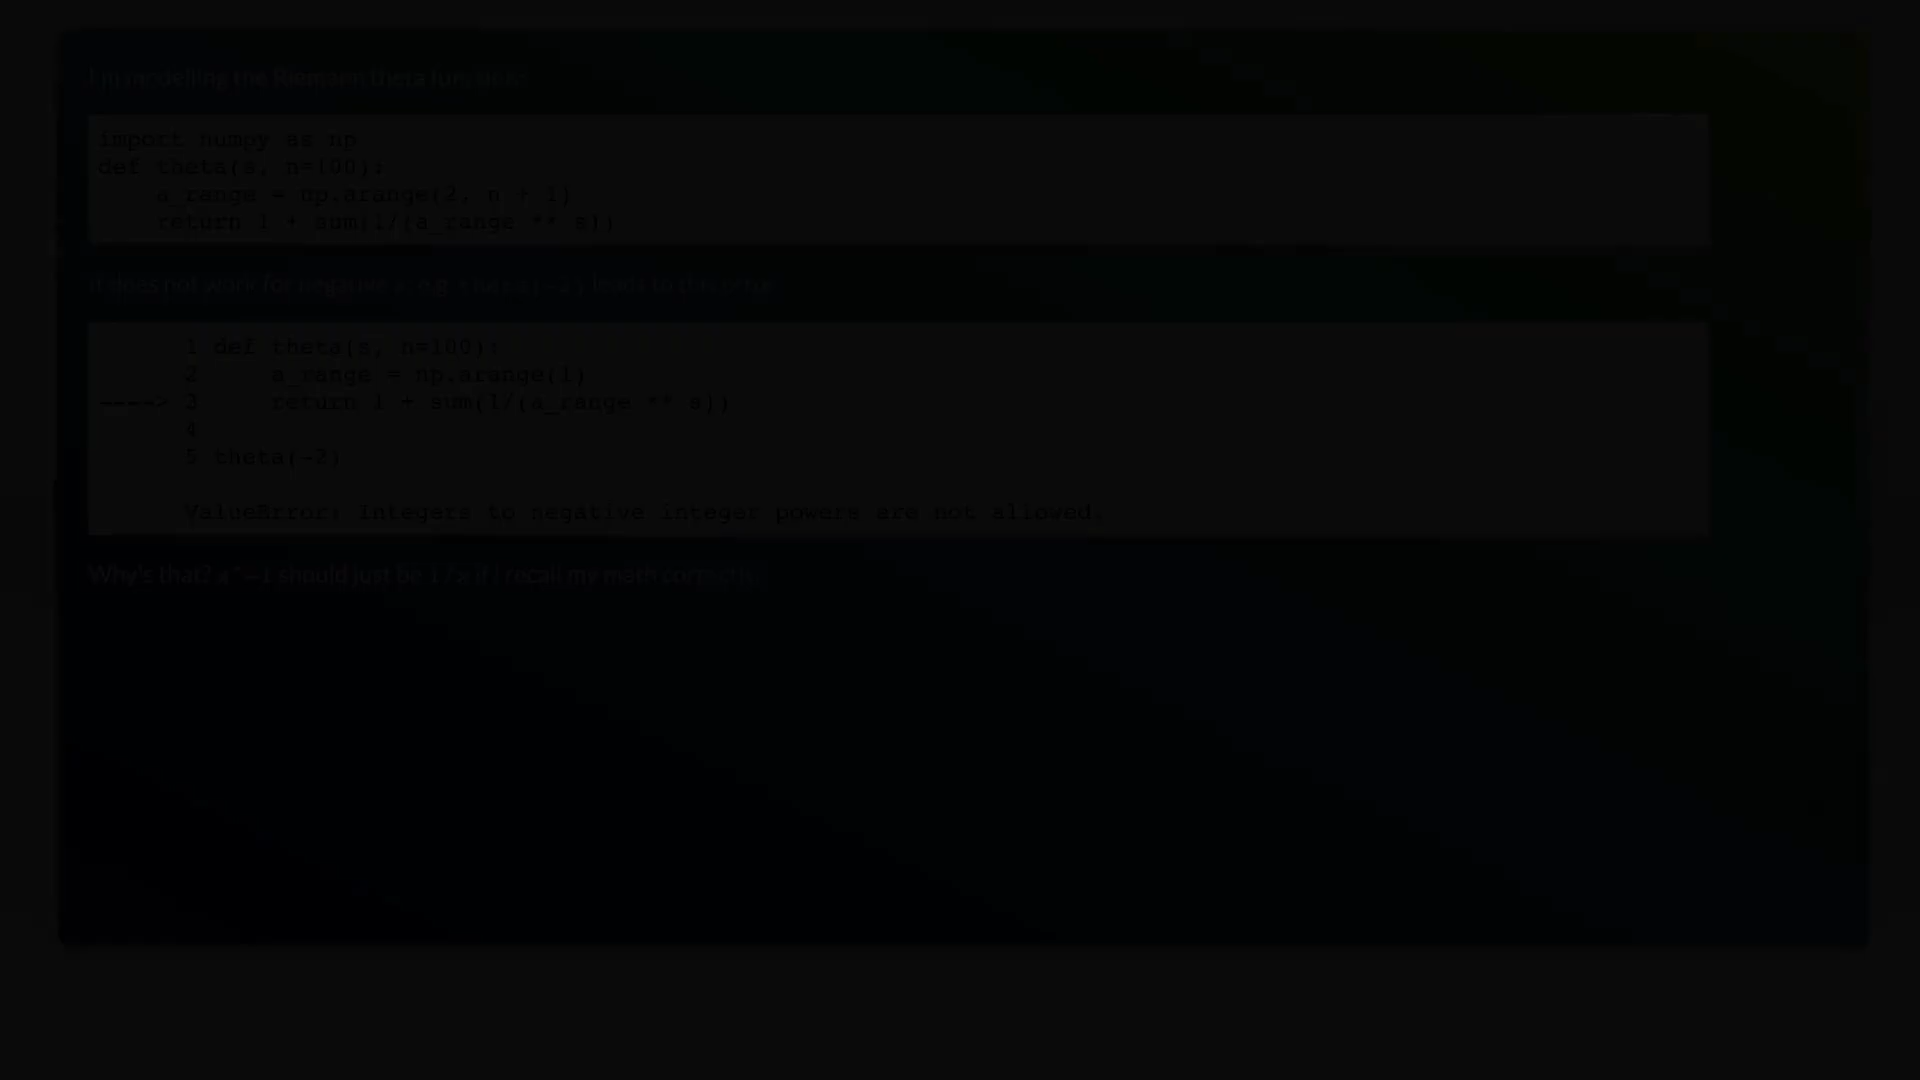 I'm modelling the Riemann theta function:
import numpy as np
def theta(s, n=100):
    a_range = np.arange(2, n + 1)
    return 1 + sum(1/(a_range ** s))
It does not work for negative s, e.g. theta(-2) leads to this error:
      1 def theta(s, n=100):
      2     a_range = np.arange(1)
----> 3     return 1 + sum(1/(a_range ** s))
      4
      5 theta(-2)
      ValueError: Integers to negative integer powers are not allowed.
Why's that? x^-1 should just be 1/x if I recall my math correctly.